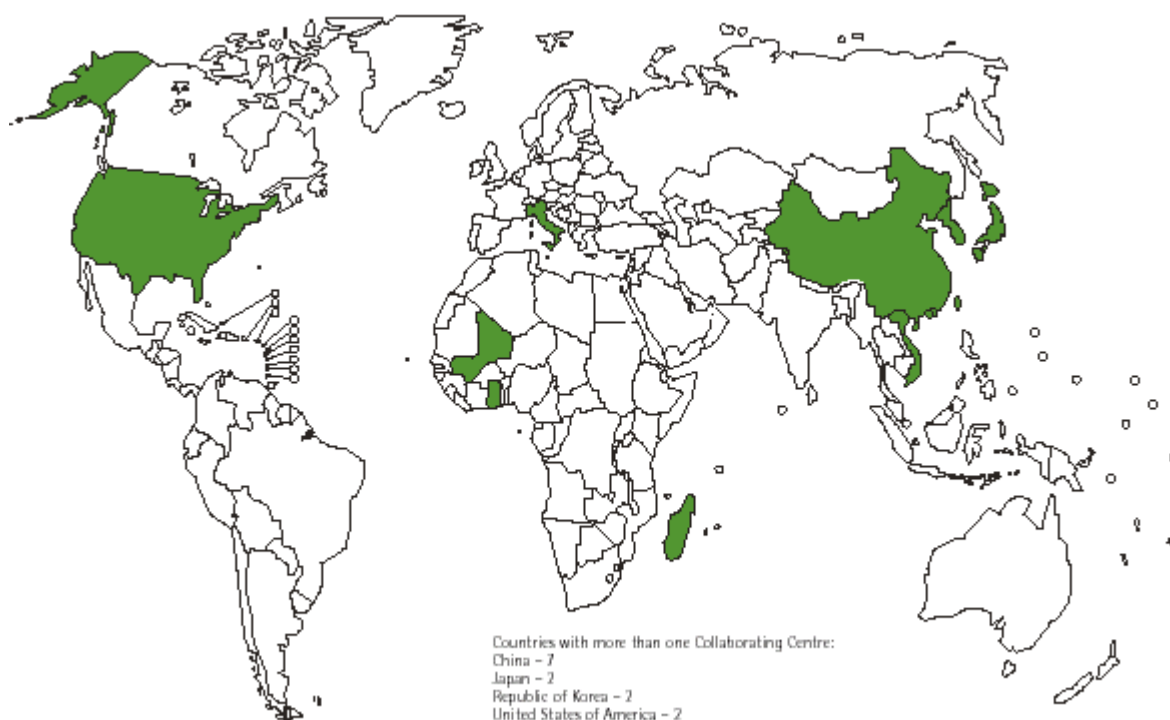 Countries with more than one Collaborating Centre:
China – 7
Japan – 2
Republic of Korea – 2
United States of America – 2